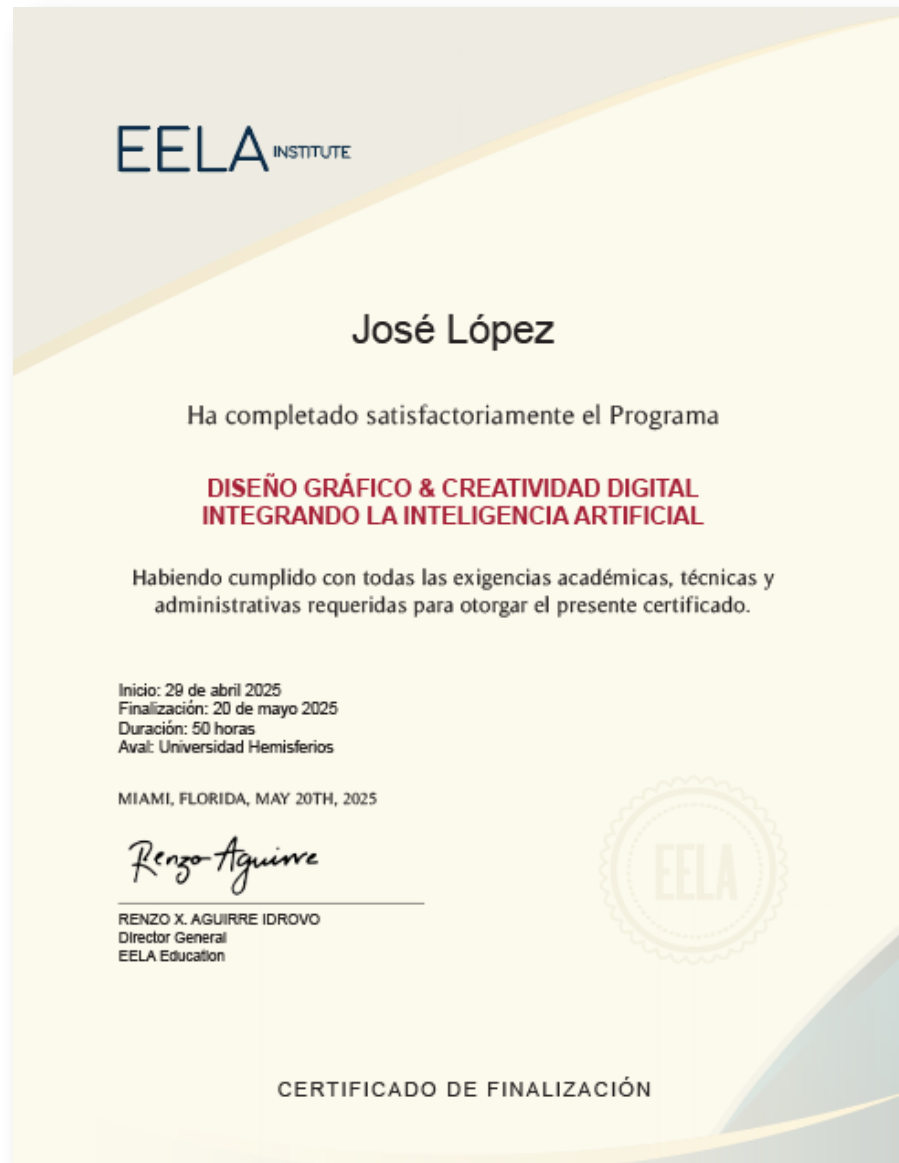 EELA INSTITUTE
José López
Ha completado satisfactoriamente el Programa
DISEÑO GRÁFICO & CREATIVIDAD DIGITAL
INTEGRANDO LA INTELIGENCIA ARTIFICIAL
Habiendo cumplido con todas las exigencias académicas, técnicas y
administrativas requeridas para otorgar el presente certificado.
Inicio: 29 de abril 2025
Finalización: 20 de mayo 2025
Duración: 50 horas
Aval: Universidad Hemisferios
MIAMI, FLORIDA, MAY 20TH, 2025
Renzo Aguirre
EELA
RENZO X. AGUIRRE IDROVO
Director General
EELA Education
CERTIFICADO DE FINALIZACIÓN